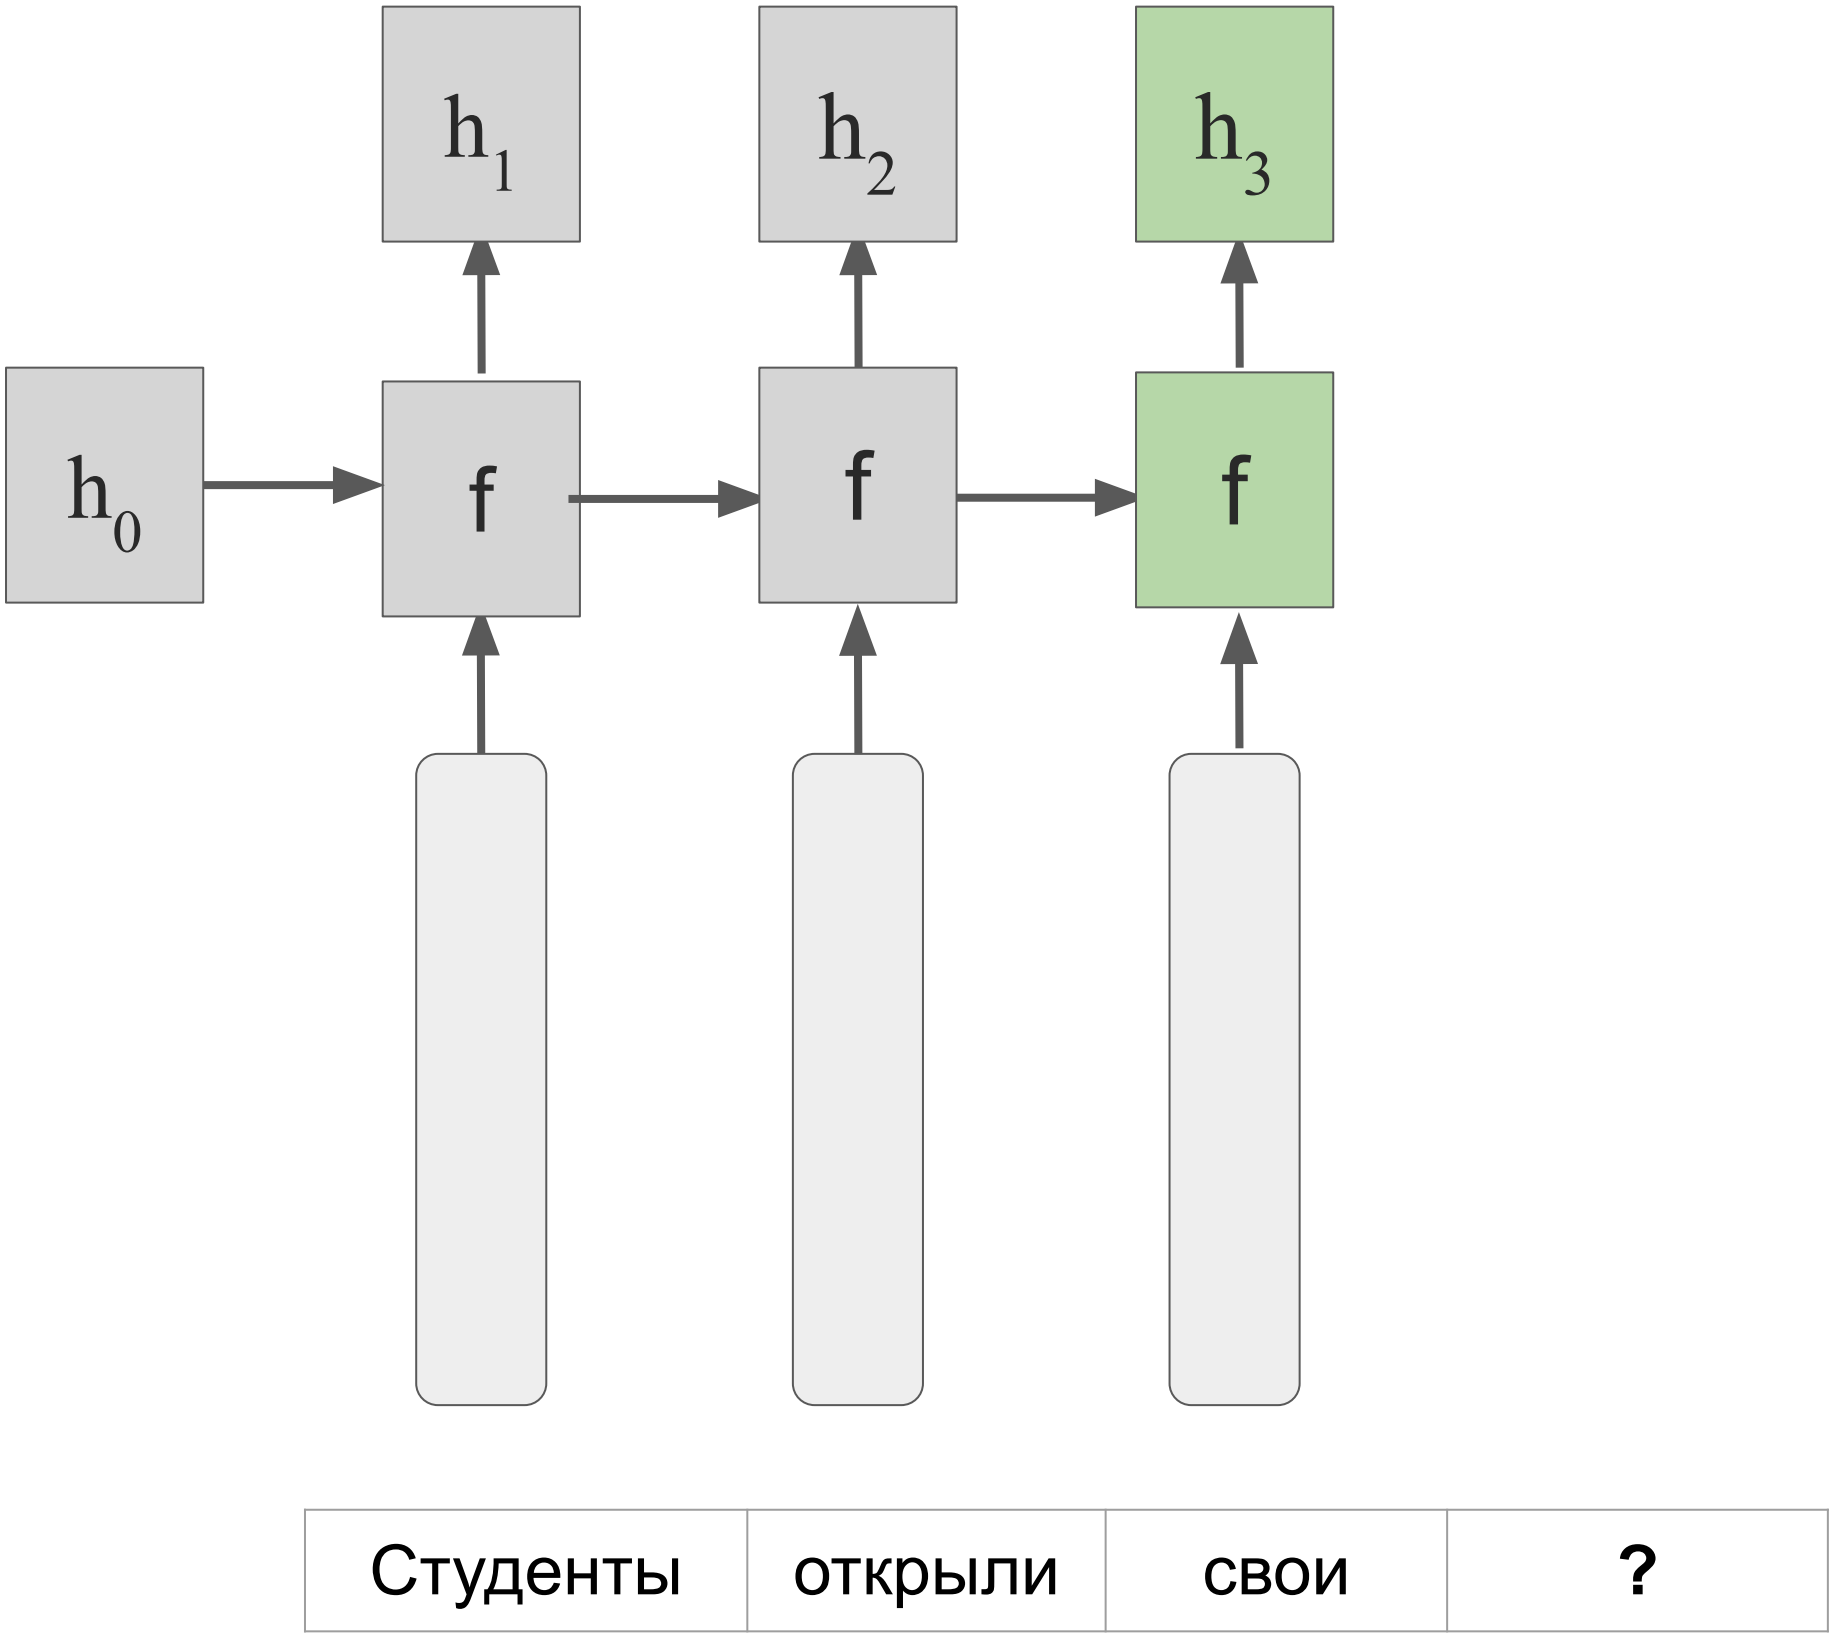 h₁ h₂ h₃
h₀ f f f
Студенты открыли свои ?